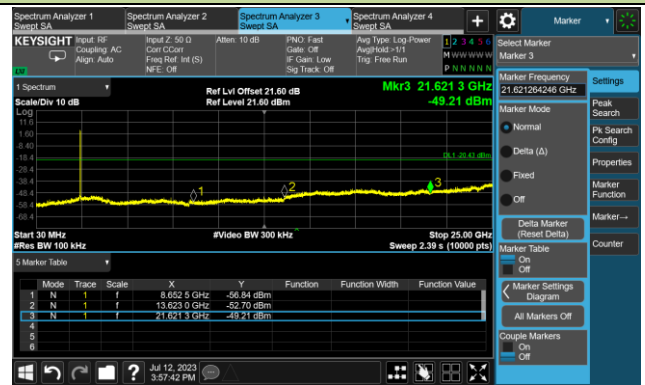 Spectrum Analyzer 1
Swept SA
Spectrum Analyzer 2
Swept SA
Spectrum Analyzer 3
Swept SA
Spectrum Analyzer 4
Swept SA
+
Marker
KEYSIGHT
Input: RF
Coupling: AC
Align: Auto
Input Z: 50 Ω
Corr CCorr
Freq Ref: Int (S)
NFE: Off
Atten: 10 dB
PNO: Fast
Gate: Off
IF Gain: Low
Sig Track: Off
Avg Type: Log-Power
Avg|Hold:>1/1
Trig: Free Run
1 2 3 4 5 6
M W W W W W
P N N N N N
LW
1 Spectrum
Scale/Div 10 dB
Log
Ref Lvl Offset 21.60 dB
Ref Level 21.60 dBm
Mkr3 21.621 3 GHz
-49.21 dBm
11.6
1.60
-8.40
-18.4
-28.4
-38.4
-48.4
-58.4
-68.4
DL1 -20.43 dBm
1
2
3
Start 30 MHz
#Res BW 100 kHz
#Video BW 300 kHz
Stop 25.00 GHz
Sweep 2.39 s (10000 pts)
5 Marker Table
Mode Trace Scale X Y Function Function Width Function Value
1 N 1 f 8.652 5 GHz -56.84 dBm
2 N 1 f 13.623 0 GHz -52.70 dBm
3 N 1 f 21.621 3 GHz -49.21 dBm
4
5
6
Select Marker
Marker 3
Marker Frequency
21.621264246 GHz
Marker Mode
Normal
Delta (Δ)
Fixed
Off
Delta Marker
(Reset Delta)
Marker Table
On
Off
Marker Settings
Diagram
All Markers Off
Couple Markers
On
Off
Settings
Peak
Search
Pk Search
Config
Properties
Marker
Function
Marker→
Counter
?
Jul 12, 2023
3:57:42 PM